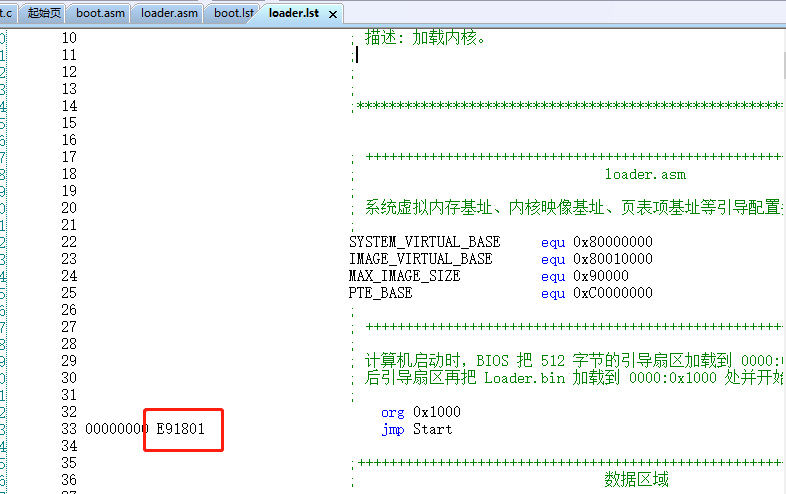 t.c 起始页 boot.asm loader.asm boot.lst loader.lst
10 ; 描述: 加载内核。
11 ;
12 ;
13 ;
14 ;*****************************************************
15
16
17 ; ++++++++++++++++++++++++++++++++++++++++++++++++++++
18 ; loader.asm
19 ;
20 ; 系统虚拟内存基址、内核映像基址、页表项基址等引导配置
21 ;
22 SYSTEM_VIRTUAL_BASE equ 0x80000000
23 IMAGE_VIRTUAL_BASE equ 0x80010000
24 MAX_IMAGE_SIZE equ 0x90000
25 PTE_BASE equ 0xC0000000
26 ;
27 ; ++++++++++++++++++++++++++++++++++++++++++++++++++++
28 ;
29 ; 计算机启动时，BIOS 把 512 字节的引导扇区加载到 0000:
30 ; 后引导扇区再把 Loader.bin 加载到 0000:0x1000 处并开始
31 ;
32 org 0x1000
33 00000000 E91801 jmp Start
34
35 ;+++++++++++++++++++++++++++++++++++++++++++++++++++++
36 ; 数据区域